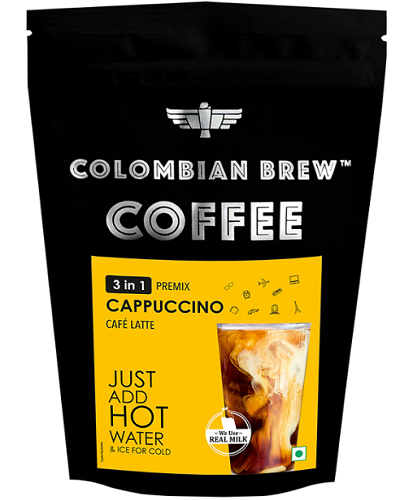 COLOMBIAN BREW™
COFFEE
3 in 1 PREMIX
CAPPUCCINO
CAFÉ LATTE
JUST
ADD
HOT
WATER
& ICE FOR COLD
We Use
REAL MILK